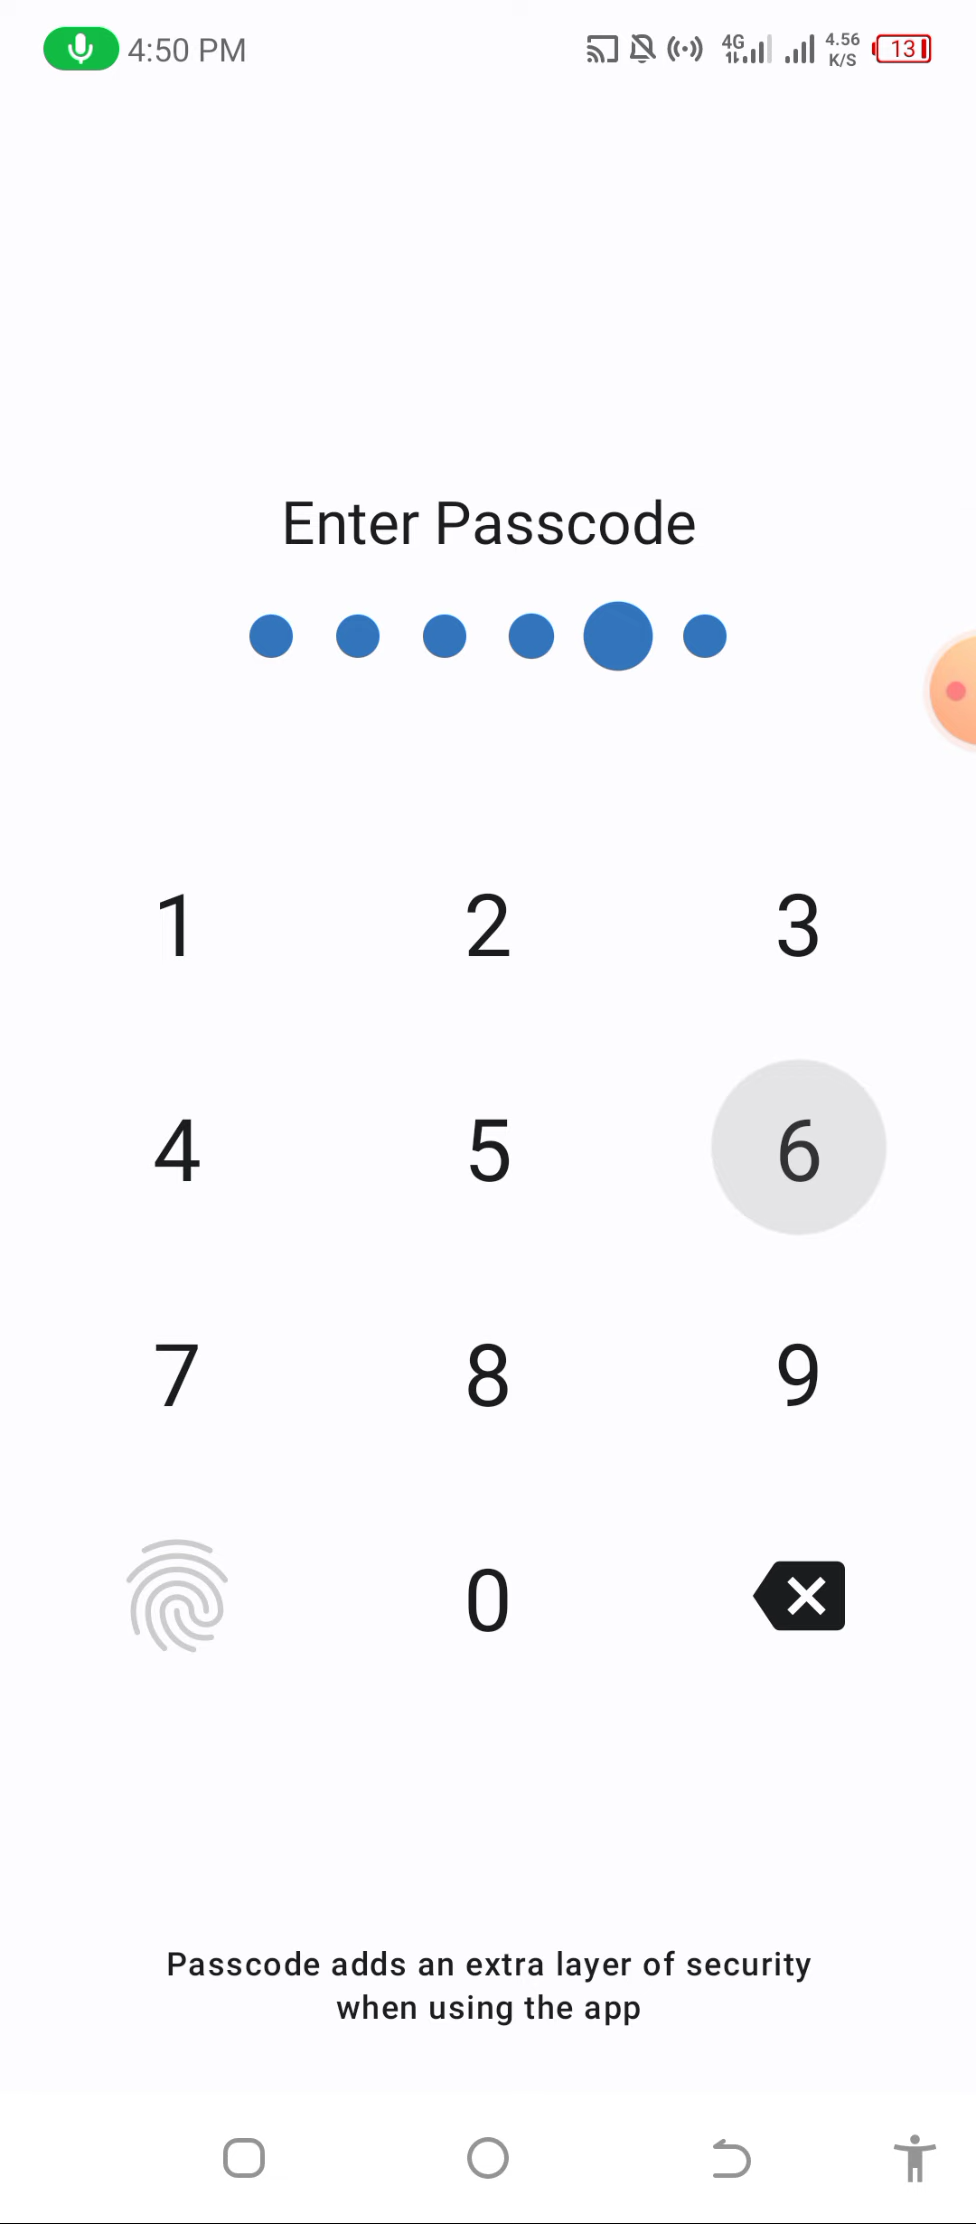 4:50 PM 4G 4.56 K/S 13
Enter Passcode
1 2 3
4 5 6
7 8 9
0
Passcode adds an extra layer of security
when using the app